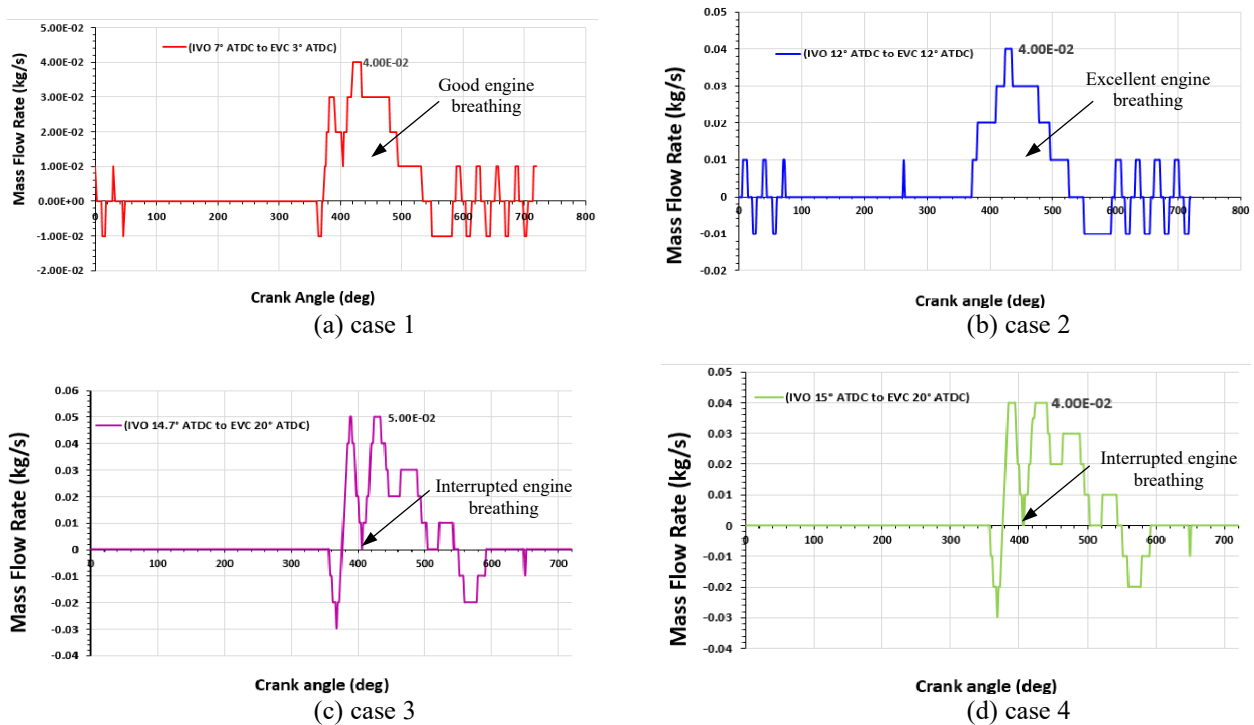 5.00E-02
4.00E-02
3.00E-02
2.00E-02
1.00E-02
0.00E+00
-1.00E-02
-2.00E-02
0 100 200 300 400 500 600 700 800
Mass Flow Rate (kg/s)
(IVO 7° ATDC to EVC 3° ATDC)
4.00E-02
Good engine
breathing
Crank Angle (deg)
(a) case 1
0.05
0.04
0.03
0.02
0.01
0
-0.01
-0.02
0 100 200 300 400 500 600 700 800
Mass Flow Rate (kg/s)
(IVO 12° ATDC to EVC 12° ATDC)
4.00E-02
Excellent engine
breathing
Crank angle (deg)
(b) case 2
0.06
0.05
0.04
0.03
0.02
0.01
0
-0.01
-0.02
-0.03
-0.04
0 100 200 300 400 500 600 700
Mass Flow Rate (kg/s)
(IVO 14.7° ATDC to EVC 20° ATDC)
5.00E-02
Interrupted engine
breathing
Crank angle (deg)
(c) case 3
0.05
0.04
0.03
0.02
0.01
0
-0.01
-0.02
-0.03
-0.04
0 100 200 300 400 500 600 700
Mass Flow Rate (kg/s)
(IVO 15° ATDC to EVC 20° ATDC)
4.00E-02
Interrupted engine
breathing
Crank angle (deg)
(d) case 4